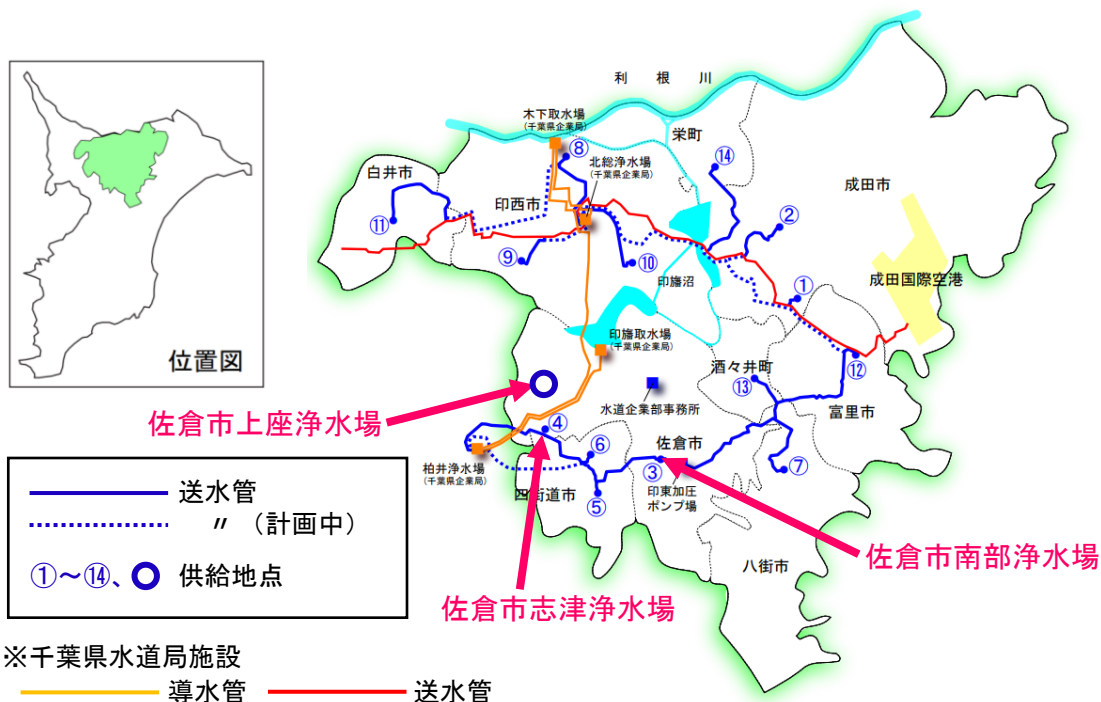 利根川
木下取水場
(千葉県企業局)
栄町
⑧
北総浄水場
(千葉県企業局)
⑭
白井市
成田市
印西市
⑪
②
⑨
⑩
印旛沼
①
成田国際空港
位置図
印旛取水場
(千葉県企業局)
酒々井町
⑫
⑬
水道企業部事務所
富里市
佐倉市上座浄水場
④
佐倉市
⑥
柏井浄水場
(千葉県企業局)
③
⑦
四街道市
⑤
印東加圧
ポンプ場
佐倉市南部浄水場
八街市
佐倉市志津浄水場
送水管
〃 (計画中)
①~⑭、○ 供給地点
※千葉県水道局施設
導水管 送水管